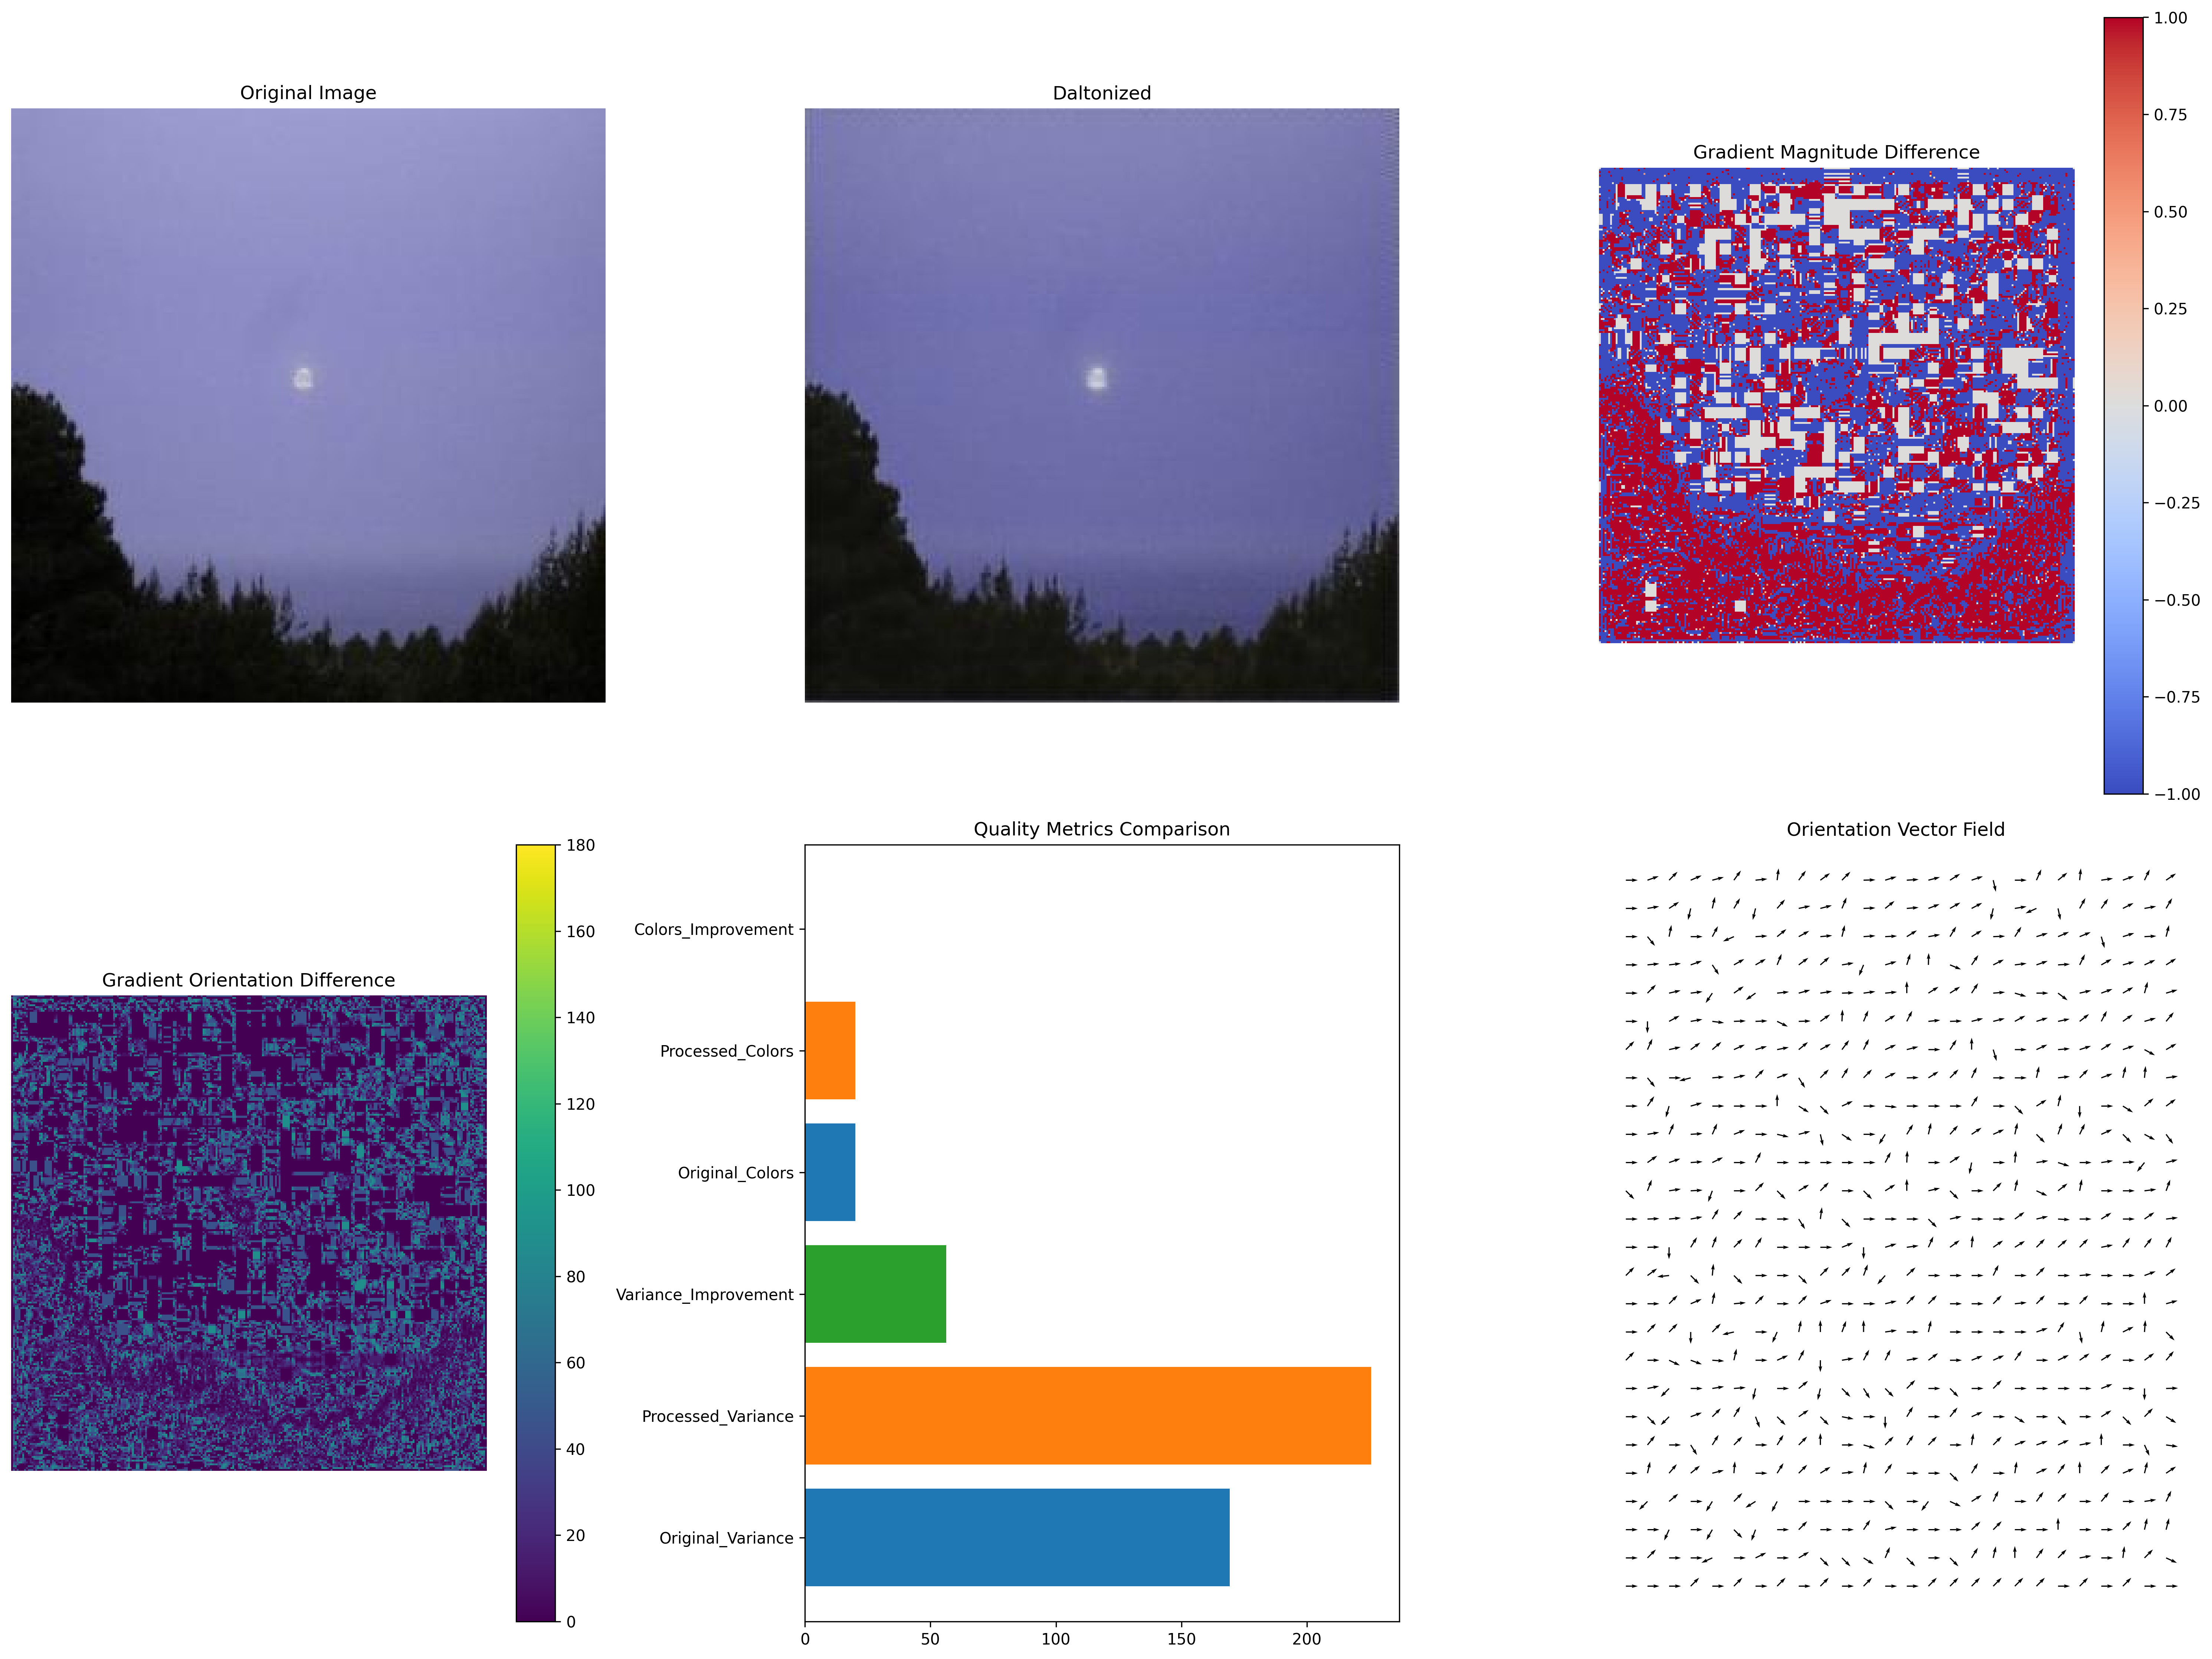 Original Image
Daltonized
Gradient Magnitude Difference
1.00
0.75
0.50
0.25
0.00
−0.25
−0.50
−0.75
−1.00
Gradient Orientation Difference
180
160
140
120
100
80
60
40
20
0
Quality Metrics Comparison
Colors_Improvement
Processed_Colors
Original_Colors
Variance_Improvement
Processed_Variance
Original_Variance
0 50 100 150 200
Orientation Vector Field